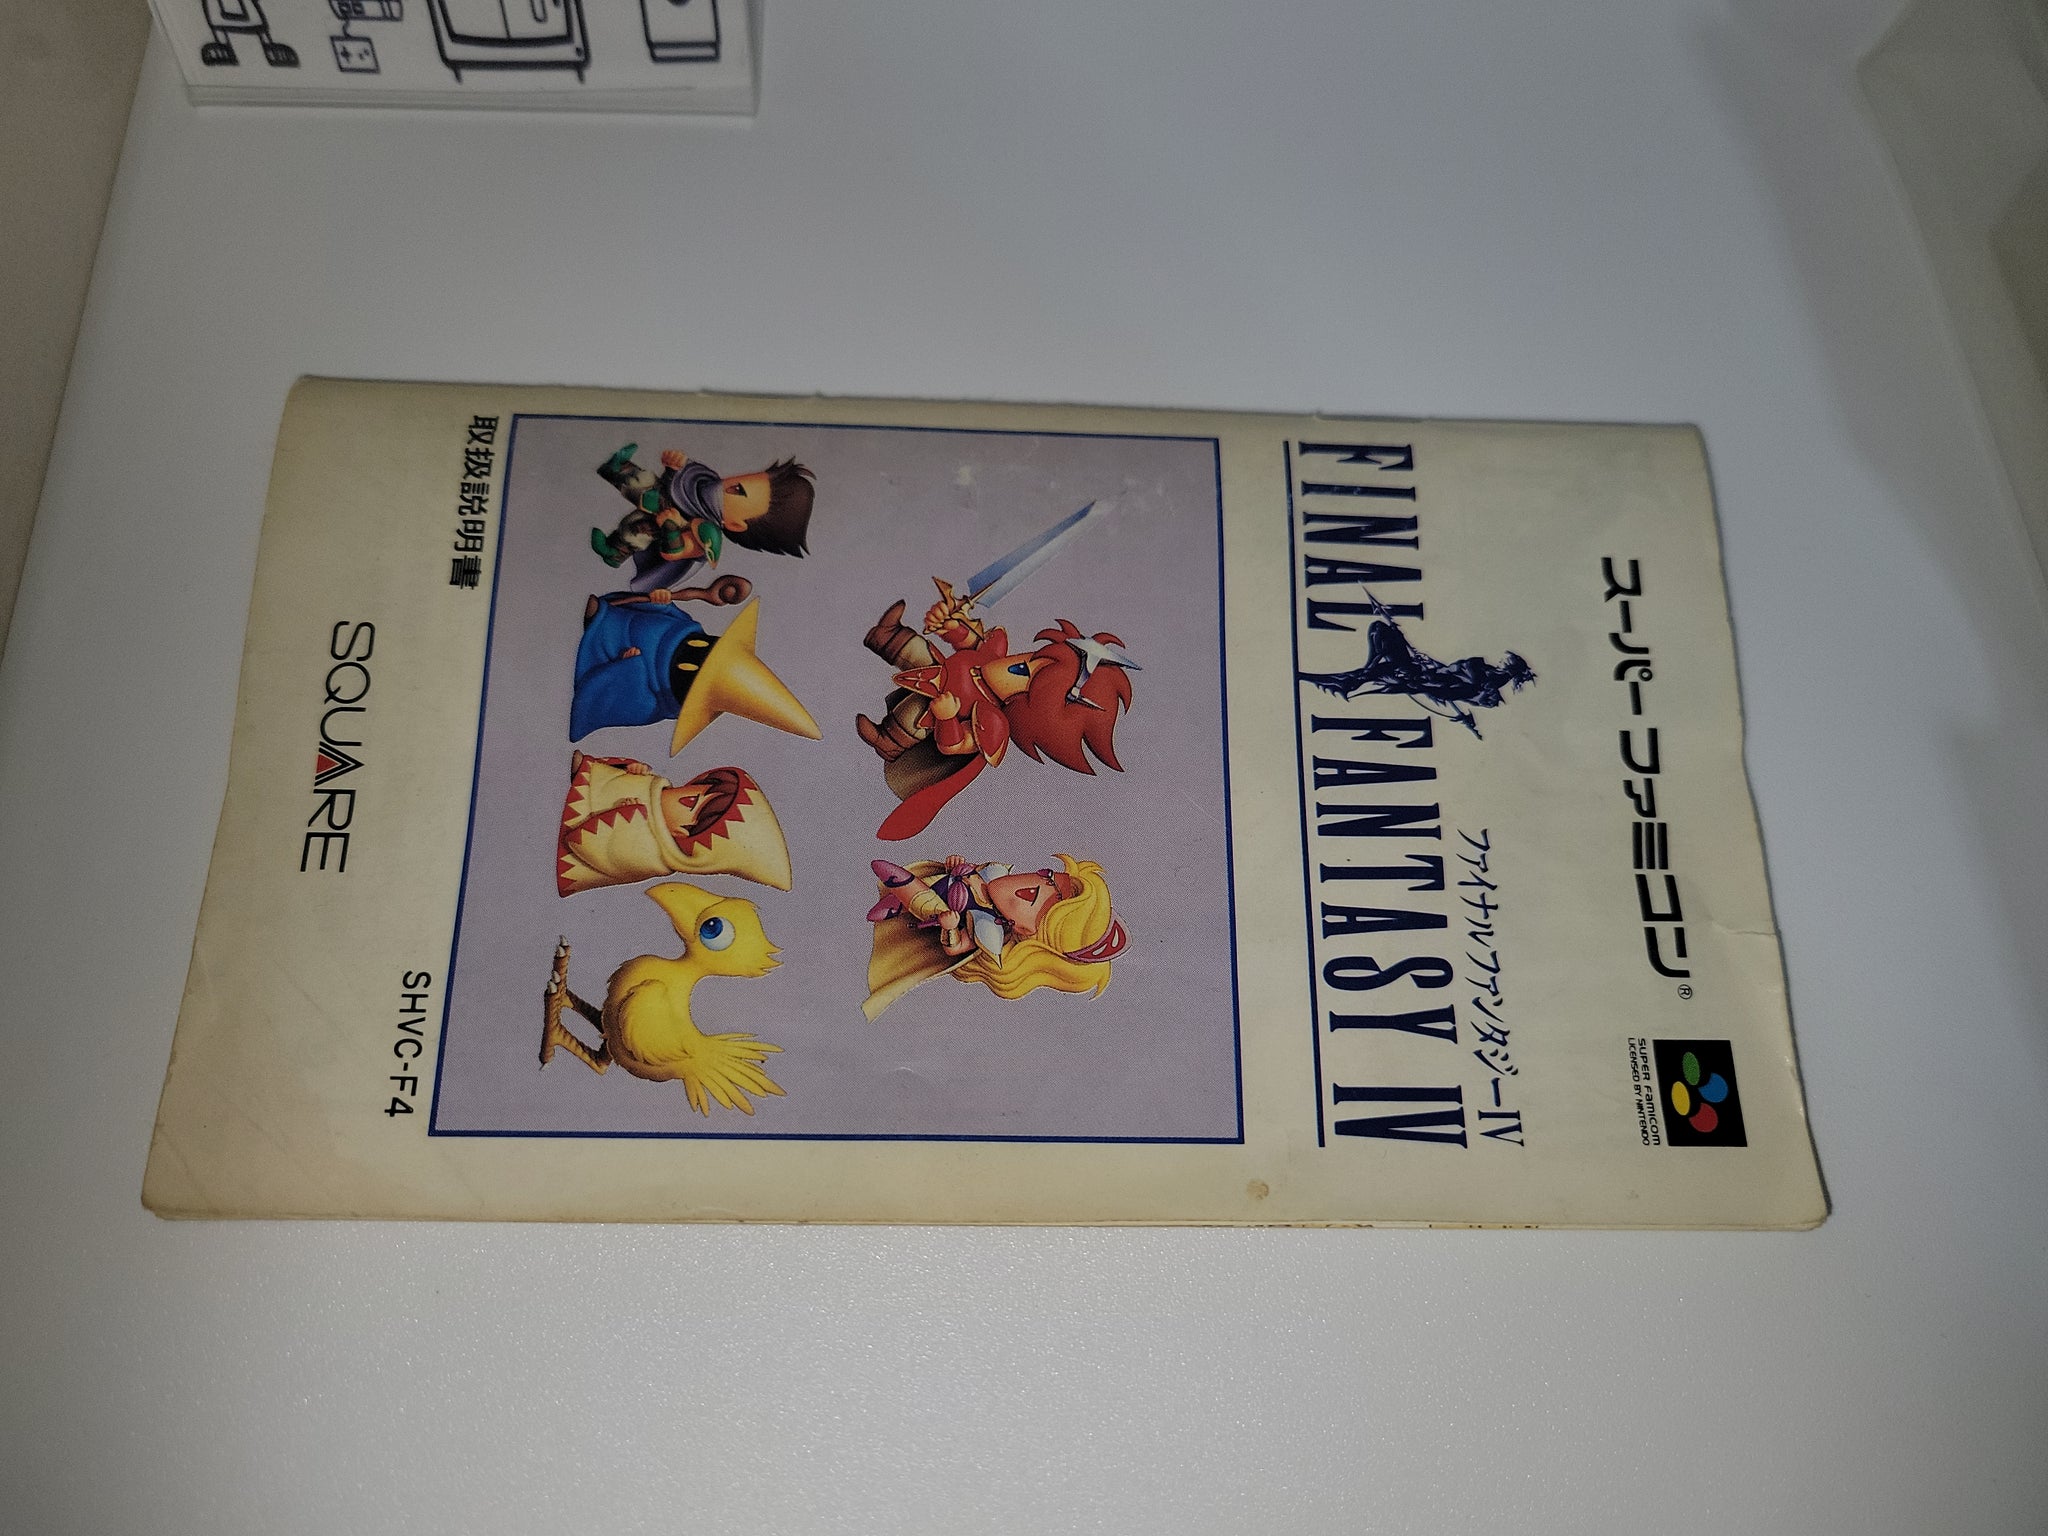 スーパーファミコン®
SUPER FAMICOM
LICENSED BY NINTENDO
ファイナルファンタジーIV
FINAL FANTASY IV
取扱説明書
SHVC-F4
SQUARE